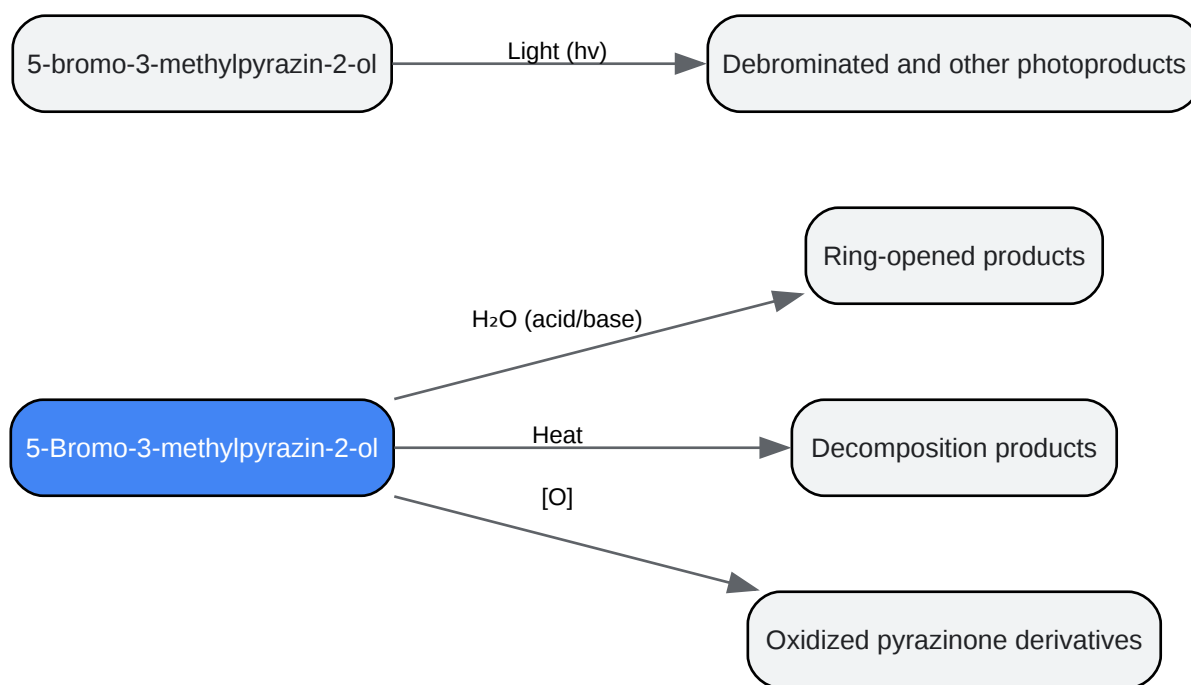 5-bromo-3-methylpyrazin-2-ol
Light (hv)
Debrominated and other photoproducts
Ring-opened products
H₂O (acid/base)
5-Bromo-3-methylpyrazin-2-ol
Heat
Decomposition products
[O]
Oxidized pyrazinone derivatives